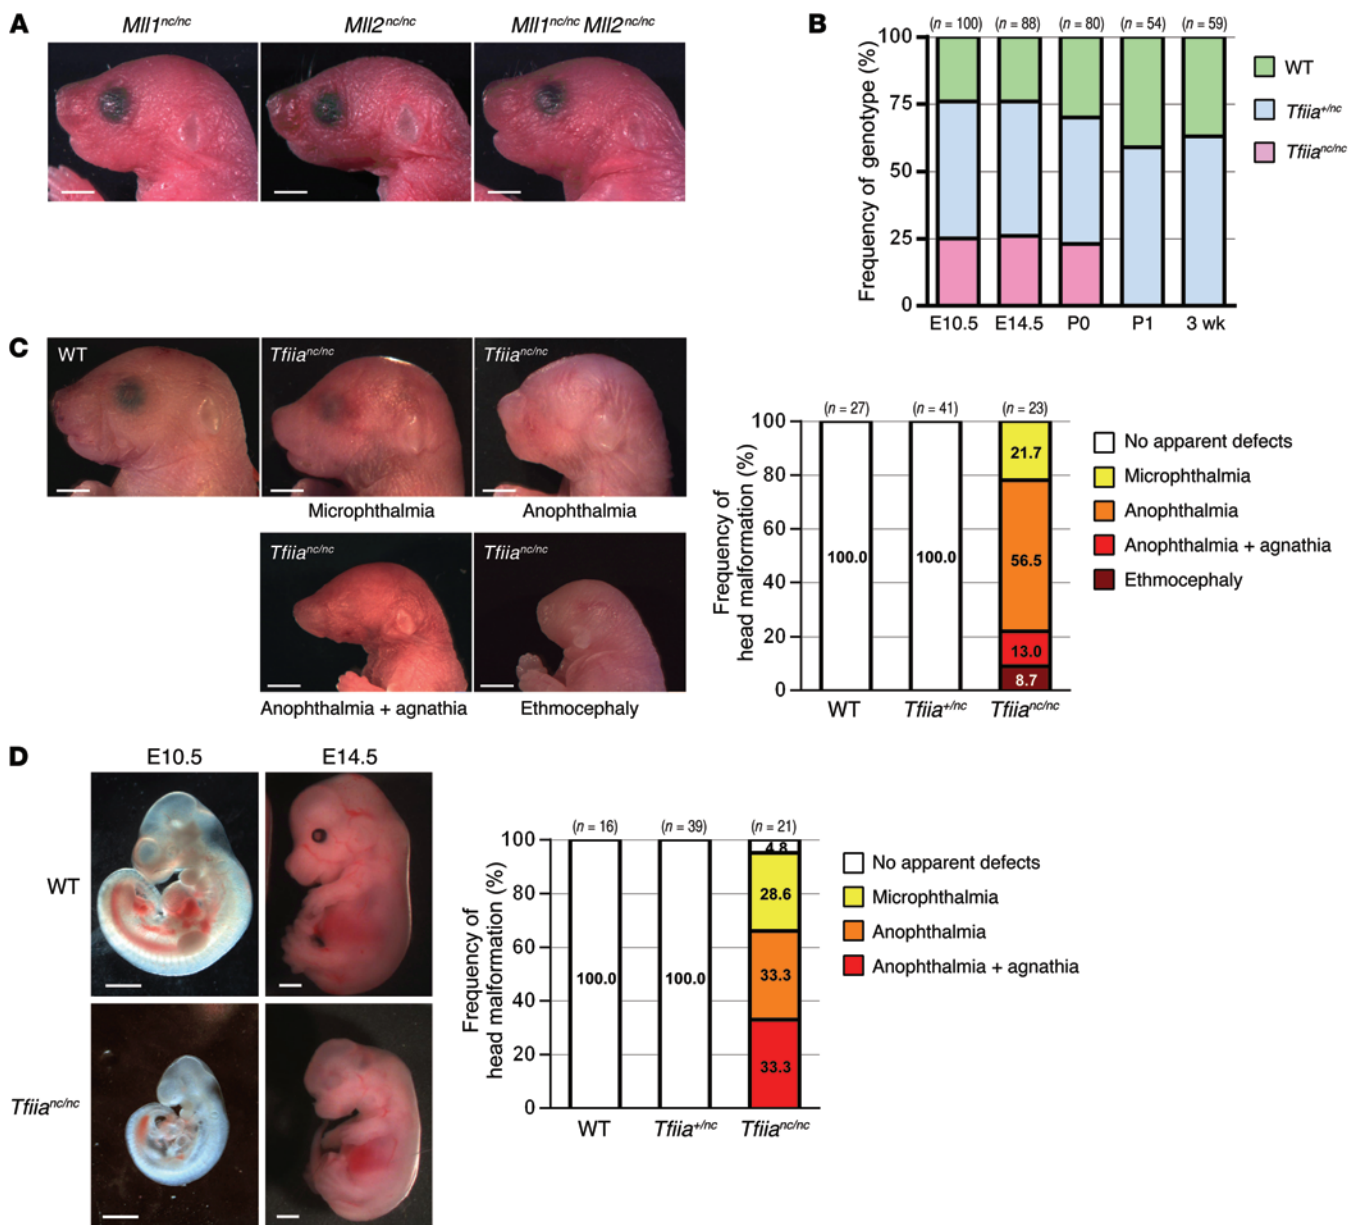 A
Mll1nc/nc Mll2nc/nc Mll1nc/nc Mll2nc/nc
B
(n = 100) (n = 88) (n = 80) (n = 54) (n = 59)
Frequency of genotype (%)
100
75
50
25
0
E10.5 E14.5 P0 P1 3 wk
WT
Tfiia+/nc
Tfiianc/nc
C
WT Tfiianc/nc Tfiianc/nc
Microphthalmia Anophthalmia
Tfiianc/nc Tfiianc/nc
Anophthalmia + agnathia Ethmocephaly
(n = 27) (n = 41) (n = 23)
Frequency of
head malformation (%)
100
80
60
40
20
0
100.0 100.0
21.7
56.5
13.0
8.7
WT Tfiia+/nc Tfiianc/nc
No apparent defects
Microphthalmia
Anophthalmia
Anophthalmia + agnathia
Ethmocephaly
D
E10.5 E14.5
WT
Tfiianc/nc
(n = 16) (n = 39) (n = 21)
Frequency of
head malformation (%)
100
80
60
40
20
0
100.0 100.0
4.8
28.6
33.3
33.3
WT Tfiia+/nc Tfiianc/nc
No apparent defects
Microphthalmia
Anophthalmia
Anophthalmia + agnathia